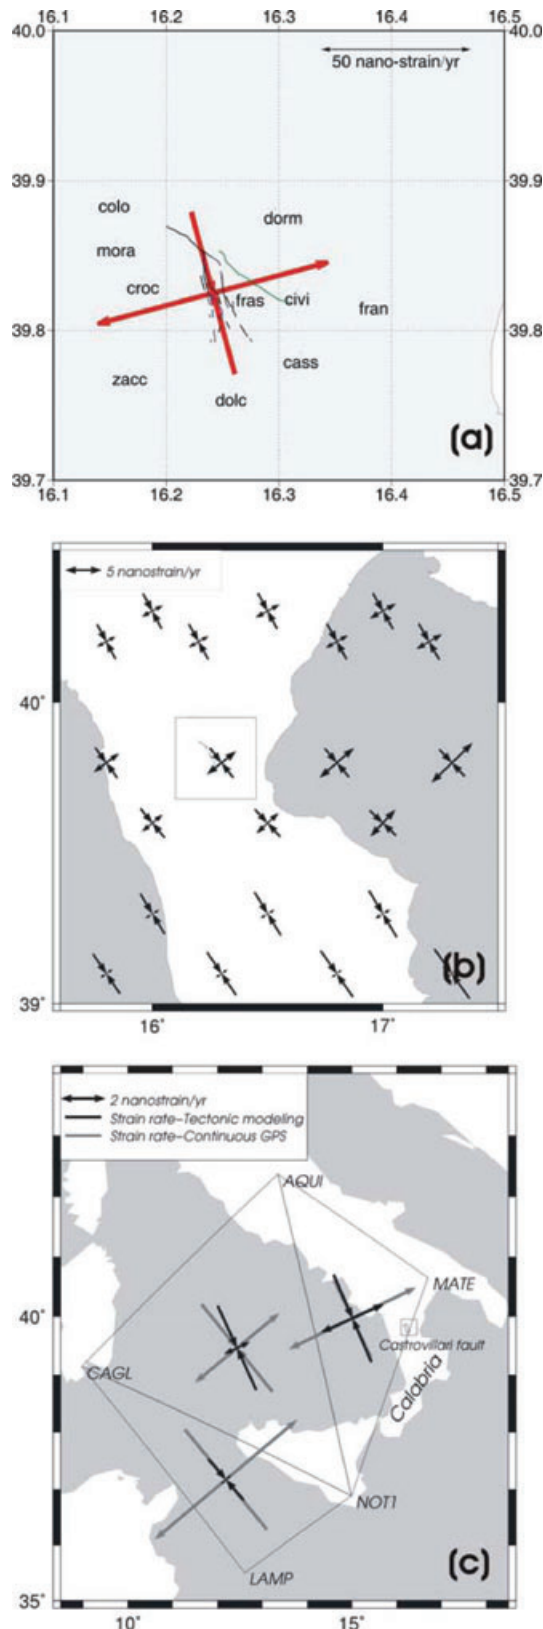 16.1 16.2 16.3 16.4 16.5
40.0 40.0
50 nano-strain/yr
39.9 39.9
colo
dorm
mora
croc
fras civi
fran
39.8 39.8
cass
zacc
dolc
(a)
39.7 39.7
16.1 16.2 16.3 16.4 16.5
5 nanostrain/yr
40°
(b)
39°
16° 17°
2 nanostrain/yr
Strain rate-Tectonic modeling
Strain rate-Continuous GPS
AQUI
MATE
40°
Castrovillari fault
CAGL
Calabria
NOT1
(c)
LAMP
35°
10° 15°